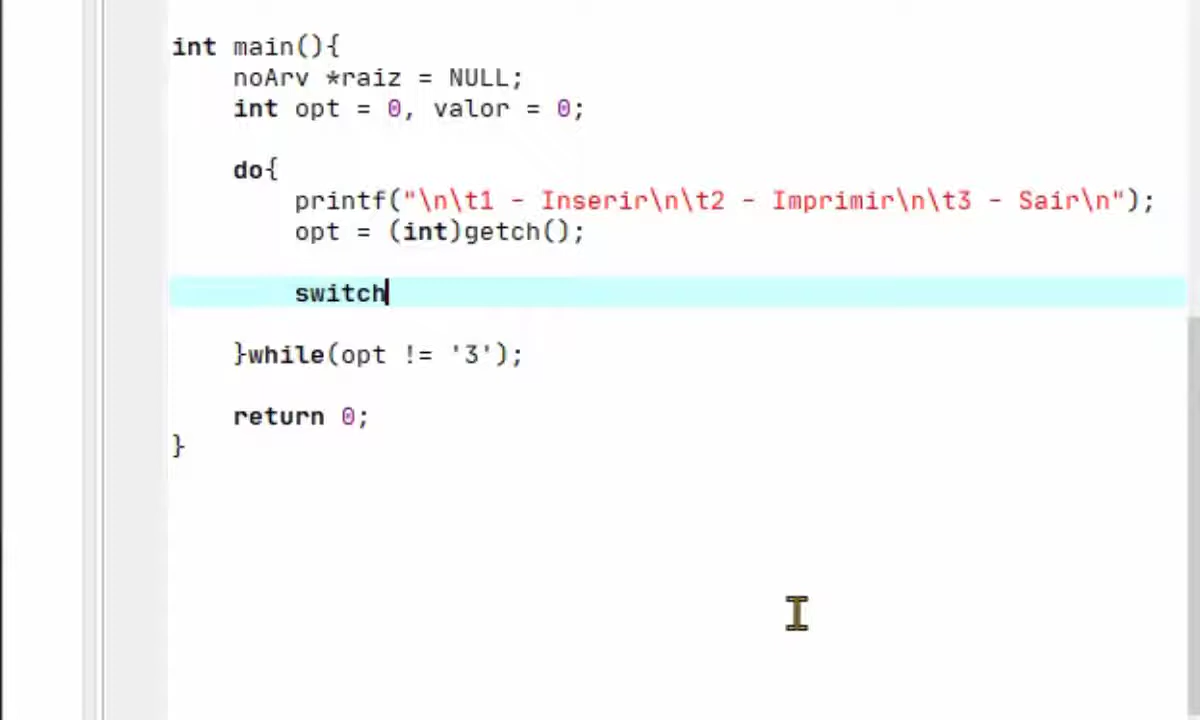 int main(){
noArv *raiz = NULL;
int opt = 0, valor = 0;
do{
printf("\n\t1 - Inserir\n\t2 - Imprimir\n\t3 - Sair\n");
opt = (int)getch();
switch
}while(opt != '3');
return 0;
}